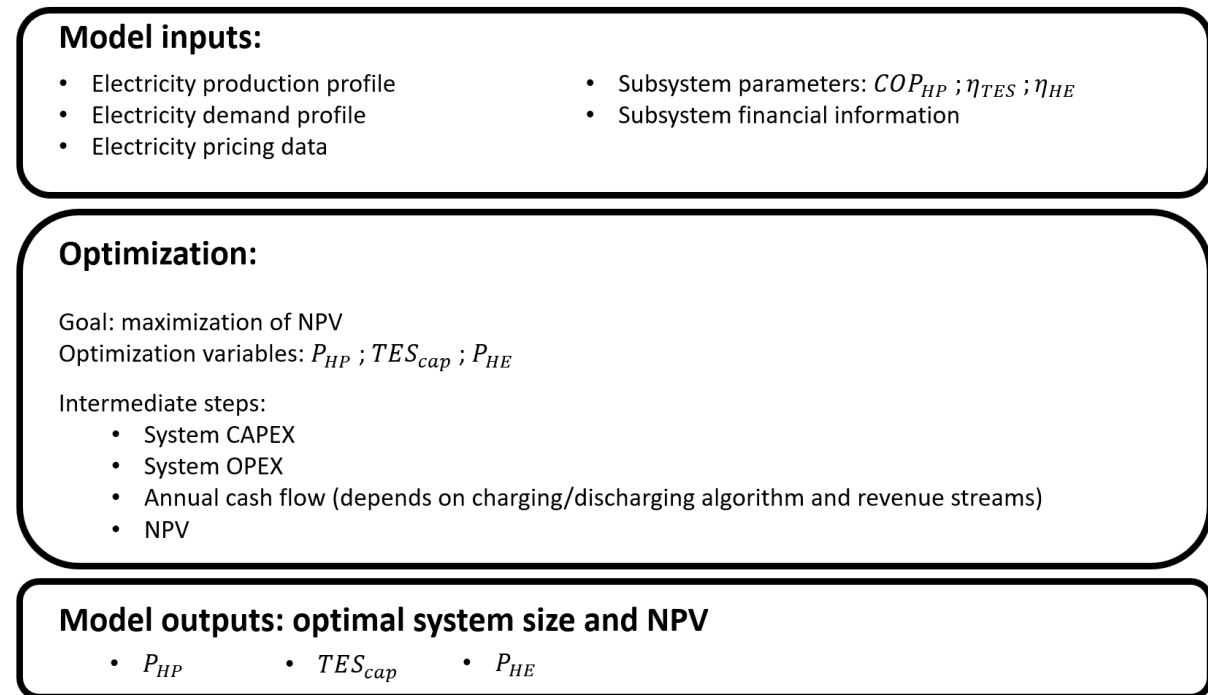 Model inputs:
• Electricity production profile
• Electricity demand profile
• Electricity pricing data
• Subsystem parameters: COP_HP ; η_TES ; η_HE
• Subsystem financial information
Optimization:
Goal: maximization of NPV
Optimization variables: P_HP ; TES_cap ; P_HE
Intermediate steps:
• System CAPEX
• System OPEX
• Annual cash flow (depends on charging/discharging algorithm and revenue streams)
• NPV
Model outputs: optimal system size and NPV
• P_HP • TES_cap • P_HE